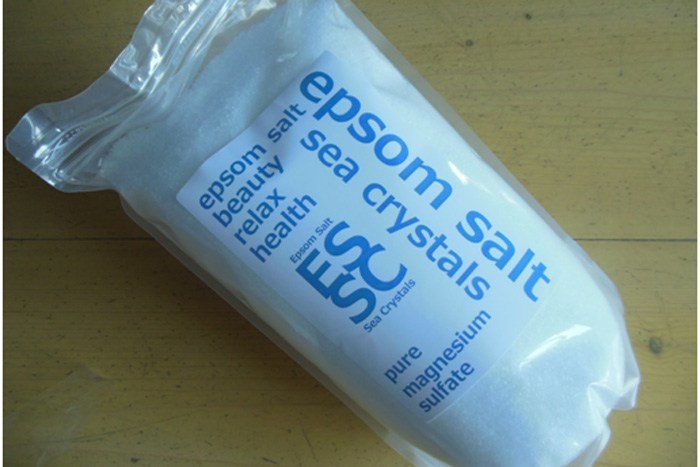 epsom salt
sea crystals
epsom salt
beauty
relax
health
Epsom Salt
ES
SC
Sea Crystals
pure
magnesium
sulfate